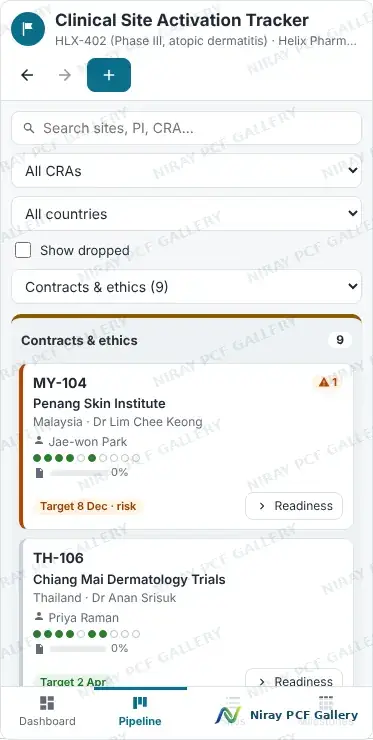 Clinical Site Activation Tracker
HLX-402 (Phase III, atopic dermatitis) · Helix Pharm...
Search sites, PI, CRA...
All CRAs
All countries
Show dropped
Contracts & ethics (9)
Contracts & ethics 9
MY-104 1
Penang Skin Institute
Malaysia · Dr Lim Chee Keong
Jae-won Park
0%
Target 8 Dec · risk Readiness
TH-106
Chiang Mai Dermatology Trials
Thailand · Dr Anan Srisuk
Priya Raman
0%
Target 2 Apr Readiness
Dashboard Pipeline
Niray PCF Gallery
NIRAY PCF GALLERY